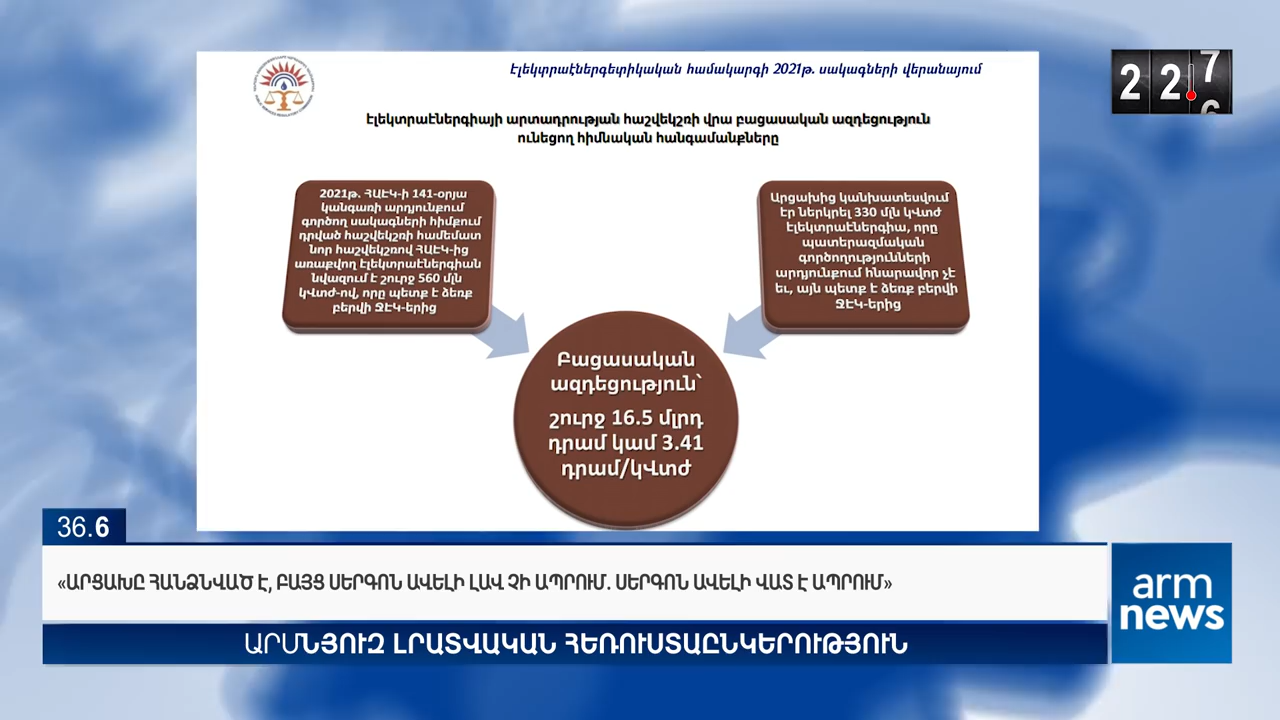 Էլեկտրաէներգետիկական համակարգի 2021թ. սակագների վերանայում
22.7
6
Էլեկտրաէներգիայի արտադրության հաշվեկշռի վրա բացասական ազդեցություն
ունեցող հիմնական հանգամանքները
2021թ. ՀԱԷԿ-ի 141-օրյա
կանգառի արդյունքում
գործող սակագների հիմքում
դրված հաշվեկշռի համեմատ
նոր հաշվեկշռով ՀԱԷԿ-ից
առաքվող էլեկտրաէներգիան
նվազում է շուրջ 560 մլն
կՎտժ-ով, որը պետք է ձեռք
բերվի ՋԷԿ-երից
Արցախից կանխատեսվում
էր ներկրել 330 մլն կՎտժ
էլեկտրաէներգիա, որը
պատերազմական
գործողությունների
արդյունքում հնարավոր չէ
եւ, այն պետք է ձեռք բերվի
ՋԷԿ-երից
Բացասական
ազդեցություն՝
շուրջ 16.5 մլրդ
դրամ կամ 3.41
դրամ/կՎտժ
36.6
«ԱՐՑԱԽԸ ՀԱՆՁՆՎԱԾ Է, ԲԱՅՑ ՍԵՐԳՈՆ ԱՎԵԼԻ ԼԱՎ ՉԻ ԱՊՐՈՒՄ. ՍԵՐԳՈՆ ԱՎԵԼԻ ՎԱՏ Է ԱՊՐՈՒՄ»
ԱՐՄՆՅՈՒԶ ԼՐԱՏՎԱԿԱՆ ՀԵՌՈՒՍՏԱԸՆԿԵՐՈՒԹՅՈՒՆ
arm
news